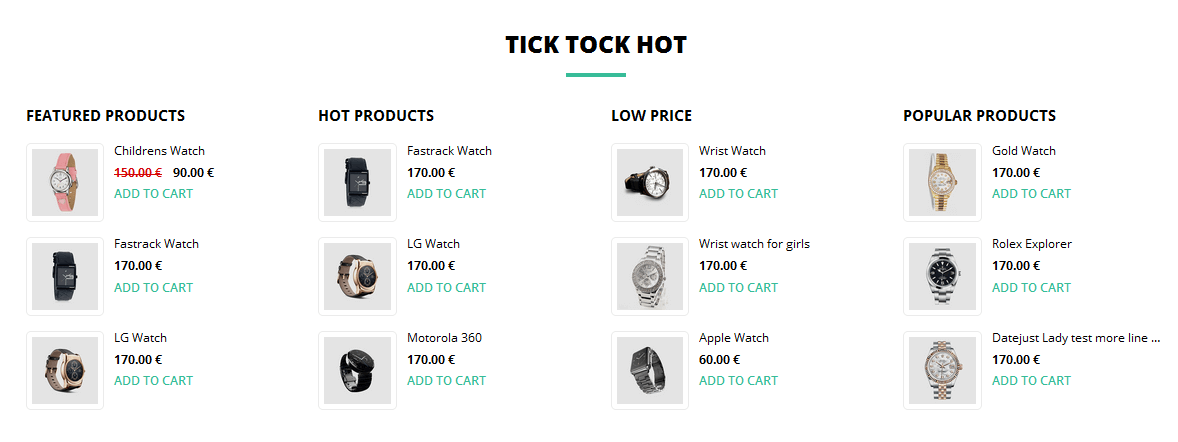 TICK TOCK HOT
FEATURED PRODUCTS
Childrens Watch
150.00 € 90.00 €
ADD TO CART
Fastrack Watch
170.00 €
ADD TO CART
LG Watch
170.00 €
ADD TO CART
HOT PRODUCTS
Fastrack Watch
170.00 €
ADD TO CART
LG Watch
170.00 €
ADD TO CART
Motorola 360
170.00 €
ADD TO CART
LOW PRICE
Wrist Watch
170.00 €
ADD TO CART
Wrist watch for girls
170.00 €
ADD TO CART
Apple Watch
60.00 €
ADD TO CART
POPULAR PRODUCTS
Gold Watch
170.00 €
ADD TO CART
Rolex Explorer
170.00 €
ADD TO CART
Datejust Lady test more line ...
170.00 €
ADD TO CART